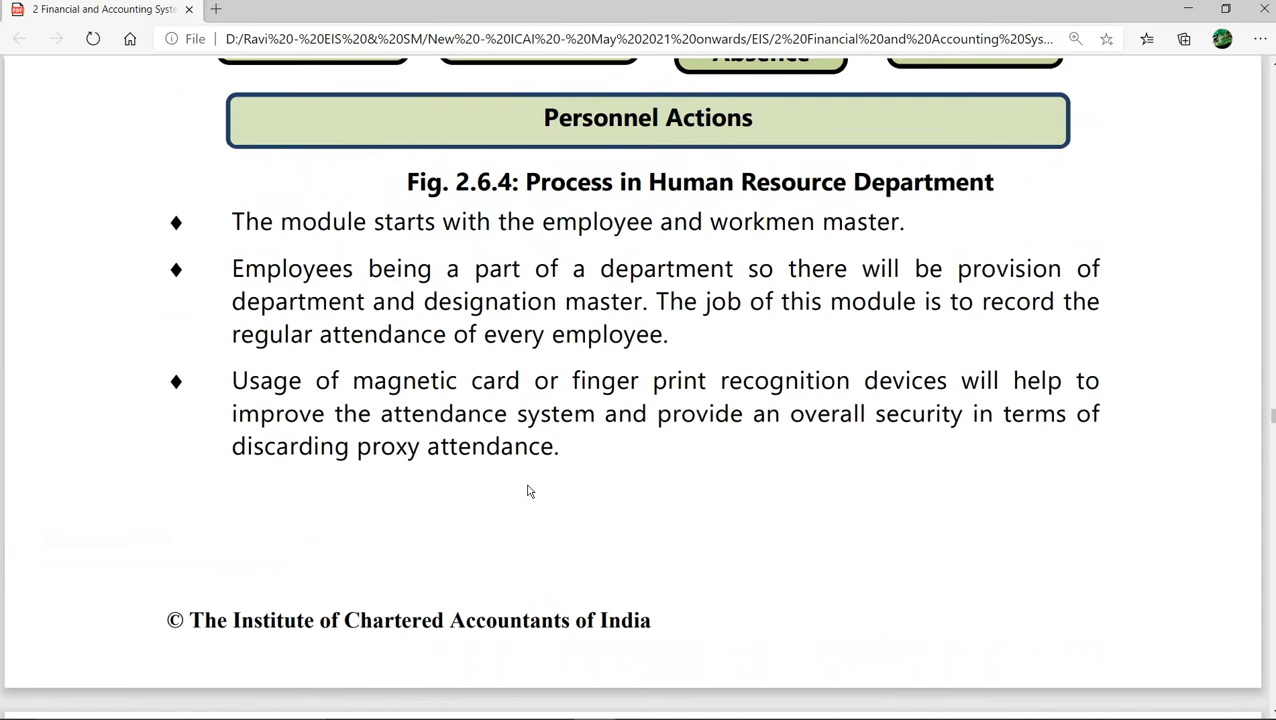 2 Financial and Accounting Syste
File
D:/Ravi%20-%20EIS%20&%20SM/New%20-%20ICAI%20-%20May%202021%20onwards/EIS/2%20Financial%20and%20Accounting%20Sys...
Absence
Personnel Actions
Fig. 2.6.4: Process in Human Resource Department
♦ The module starts with the employee and workmen master.
♦ Employees being a part of a department so there will be provision of
department and designation master. The job of this module is to record the
regular attendance of every employee.
♦ Usage of magnetic card or finger print recognition devices will help to
improve the attendance system and provide an overall security in terms of
discarding proxy attendance.
© The Institute of Chartered Accountants of India